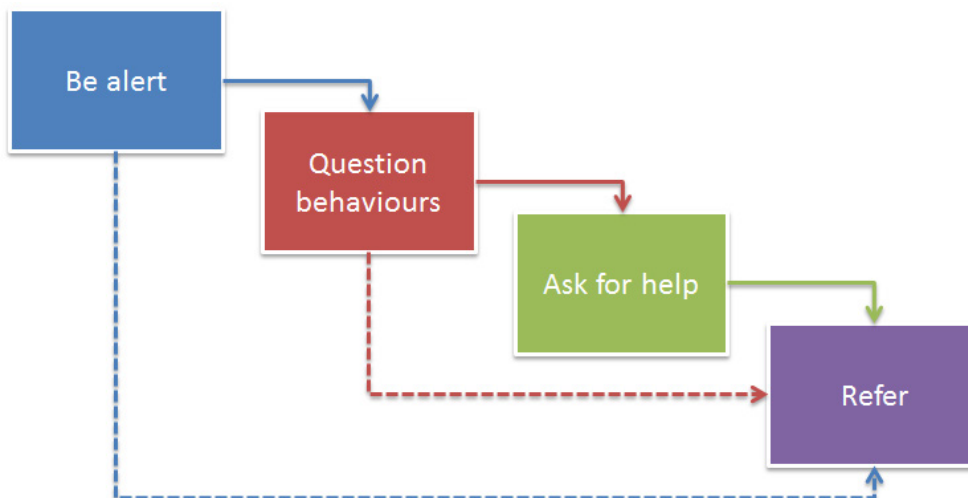 Be alert
Question
behaviours
Ask for help
Refer